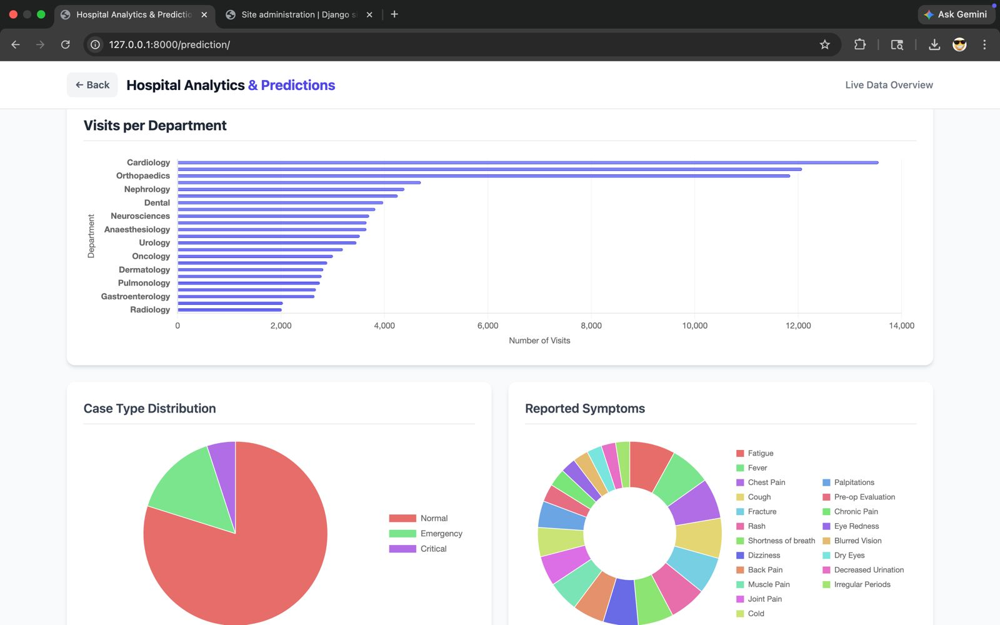 Hospital Analytics & Predictio
Site administration | Django s
Ask Gemini
127.0.0.1:8000/prediction/
← Back
Hospital Analytics & Predictions
Live Data Overview
Visits per Department
Department
Cardiology
Orthopaedics
Nephrology
Dental
Neurosciences
Anaesthesiology
Urology
Oncology
Dermatology
Pulmonology
Gastroenterology
Radiology
0 2,000 4,000 6,000 8,000 10,000 12,000 14,000
Number of Visits
Case Type Distribution
Normal
Emergency
Critical
Reported Symptoms
Fatigue
Fever
Chest Pain
Cough
Fracture
Rash
Shortness of breath
Dizziness
Back Pain
Muscle Pain
Joint Pain
Cold
Palpitations
Pre-op Evaluation
Chronic Pain
Eye Redness
Blurred Vision
Dry Eyes
Decreased Urination
Irregular Periods